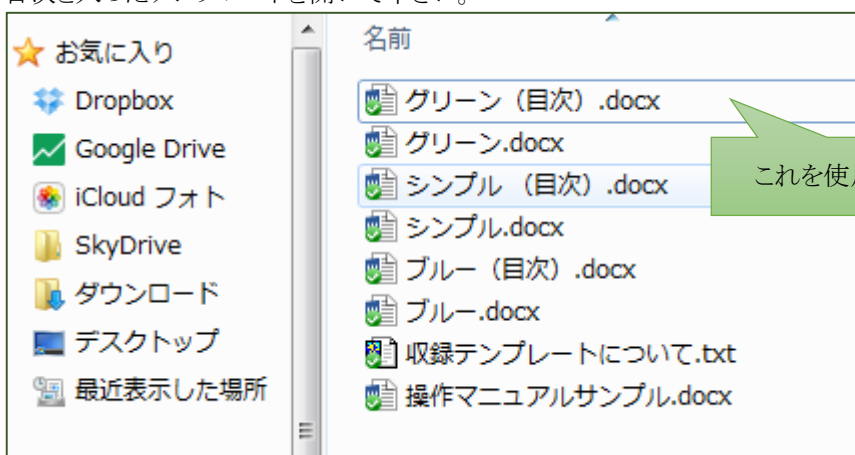 お気に入り
Dropbox
Google Drive
iCloud フォト
SkyDrive
ダウンロード
デスクトップ
最近表示した場所
名前
グリーン（目次）.docx
グリーン.docx
シンプル （目次）.docx
シンプル.docx
ブルー（目次）.docx
ブルー.docx
収録テンプレートについて.txt
操作マニュアルサンプル.docx
これを使